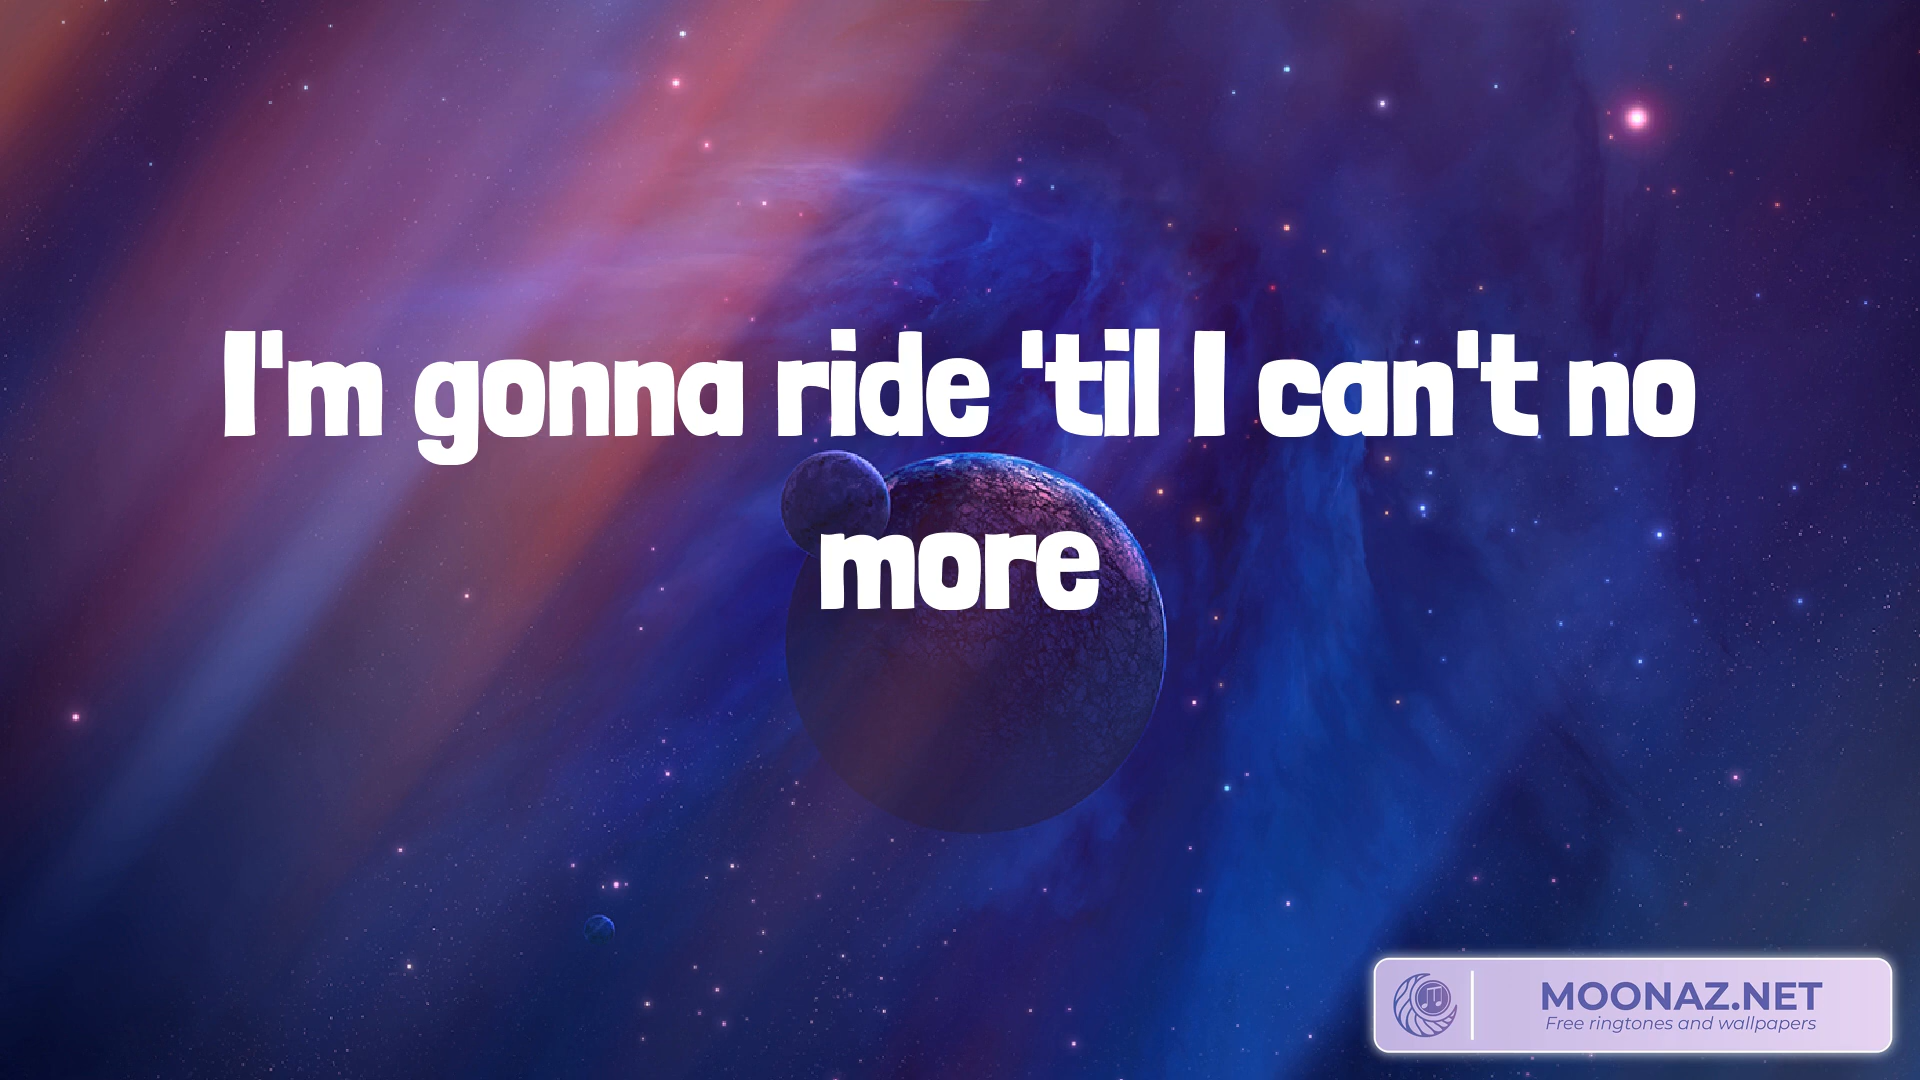 I'm gonna ride 'til I can't no
more
MOONAZ.NET
Free ringtones and wallpapers